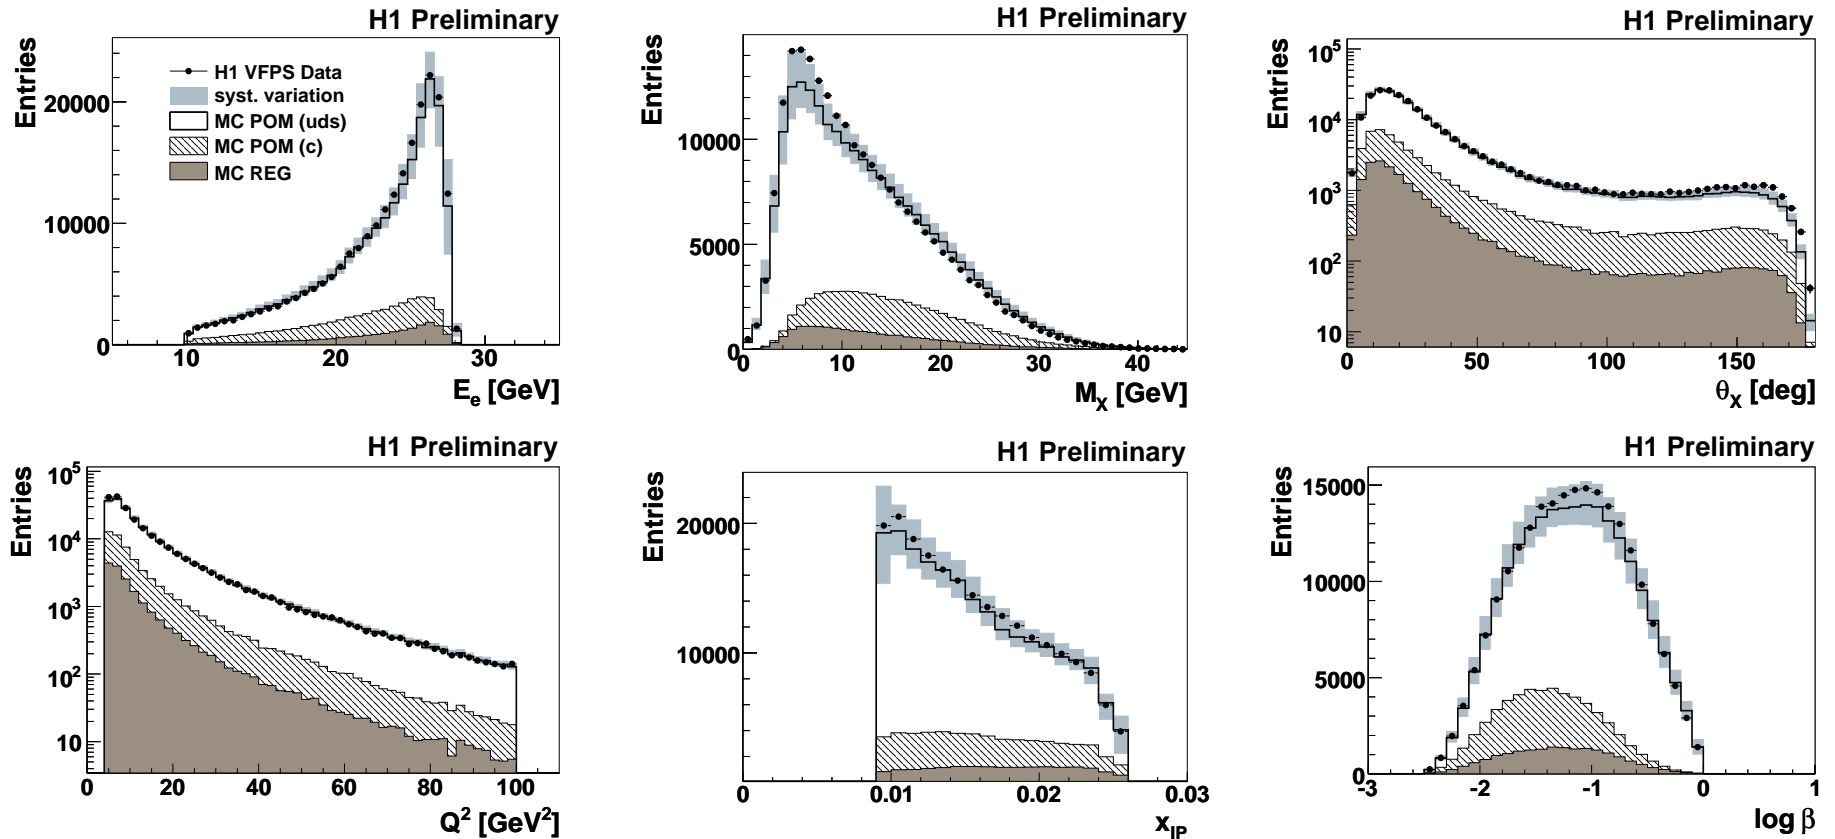 H1 Preliminary
Entries
20000
10000
0
H1 VFPS Data
syst. variation
MC POM (uds)
MC POM (c)
MC REG
10 20 30
E_e [GeV]
H1 Preliminary
Entries
10000
5000
0
0 10 20 30 40
M_X [GeV]
H1 Preliminary
Entries
10^5
10^4
10^3
10^2
10
0 50 100 150
θ_X [deg]
H1 Preliminary
Entries
10^5
10^4
10^3
10^2
10
0 20 40 60 80 100
Q^2 [GeV^2]
H1 Preliminary
Entries
20000
10000
0 0.01 0.02 0.03
x_IP
H1 Preliminary
Entries
15000
10000
5000
0
-3 -2 -1 0 1
log β